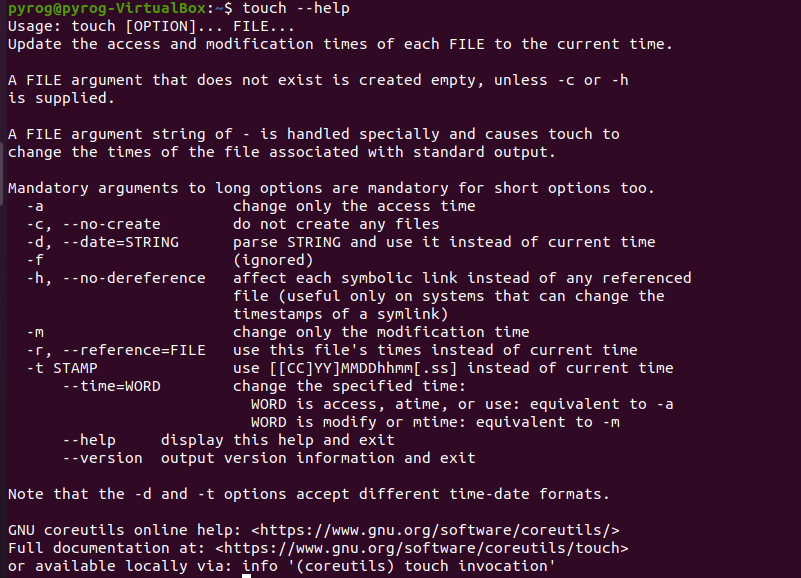 pyrog@pyrog-VirtualBox:~$ touch --help
Usage: touch [OPTION]... FILE...
Update the access and modification times of each FILE to the current time.

A FILE argument that does not exist is created empty, unless -c or -h
is supplied.

A FILE argument string of - is handled specially and causes touch to
change the times of the file associated with standard output.

Mandatory arguments to long options are mandatory for short options too.
  -a                     change only the access time
  -c, --no-create        do not create any files
  -d, --date=STRING      parse STRING and use it instead of current time
  -f                     (ignored)
  -h, --no-dereference   affect each symbolic link instead of any referenced
                         file (useful only on systems that can change the
                         timestamps of a symlink)
  -m                     change only the modification time
  -r, --reference=FILE   use this file's times instead of current time
  -t STAMP               use [[CC]YY]MMDDhhmm[.ss] instead of current time
      --time=WORD        change the specified time:
                           WORD is access, atime, or use: equivalent to -a
                           WORD is modify or mtime: equivalent to -m
      --help     display this help and exit
      --version  output version information and exit

Note that the -d and -t options accept different time-date formats.

GNU coreutils online help: <https://www.gnu.org/software/coreutils/>
Full documentation at: <https://www.gnu.org/software/coreutils/touch>
or available locally via: info '(coreutils) touch invocation'